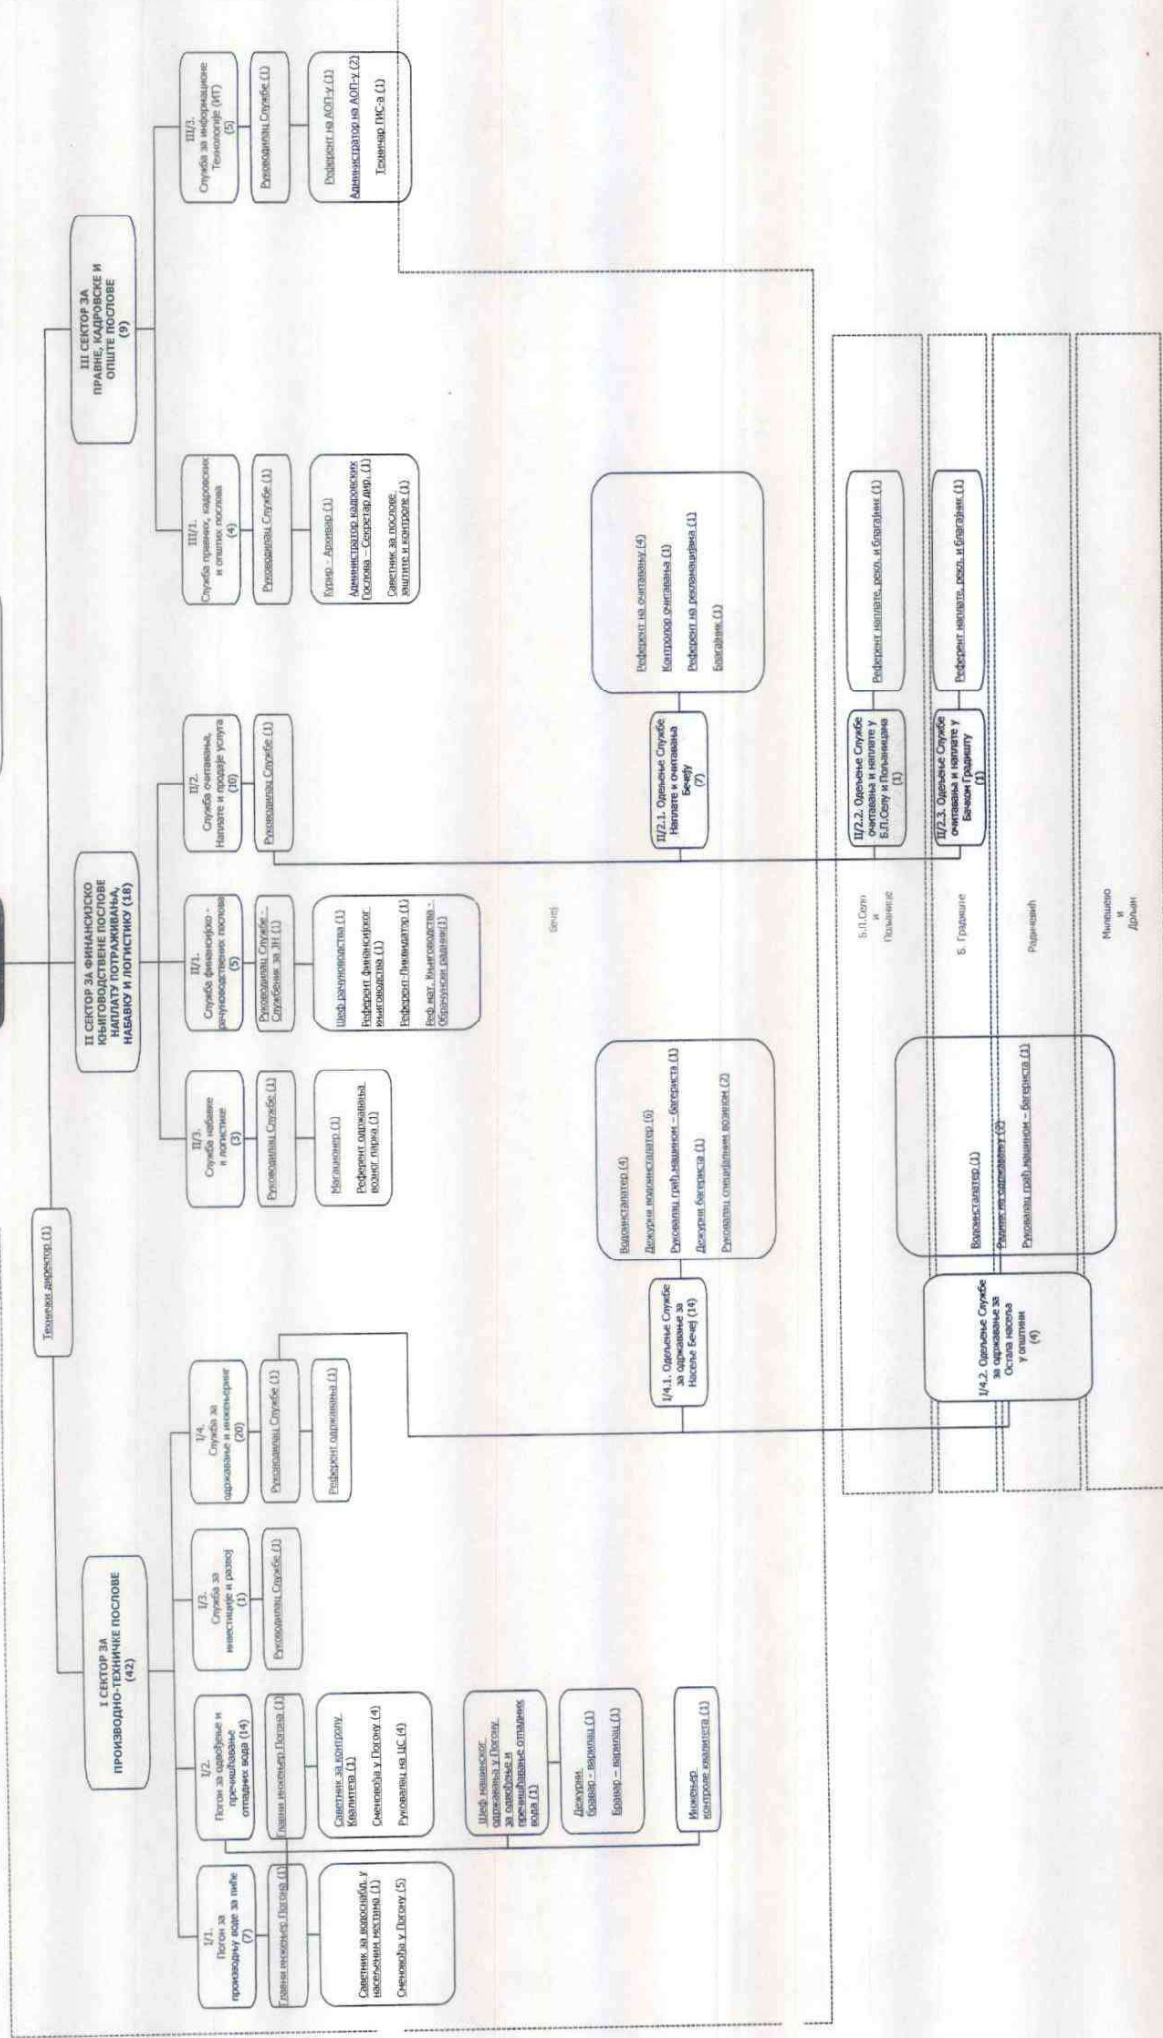 Технички директор (1)
I СЕКТОР ЗА
ПРОИЗВОДНО-ТЕХНИЧКЕ ПОСЛОВЕ
(42)
II СЕКТОР ЗА ФИНАНСИЈСКО
КЊИГОВОДСТВЕНЕ ПОСЛОВЕ
НАПЛАТУ ПОТРАЖИВАЊА,
НАБАВКУ И ЛОГИСТИКУ (18)
III СЕКТОР ЗА
ПРАВНЕ, КАДРОВСКЕ И
ОПШТЕ ПОСЛОВЕ
(9)
I/1.
Погон за
производњу воде за пиће
(7)
Главни инжењер Погона (1)
Саветник за водоснабд. у
насељеним местима (1)
Сменовођа у Погону (5)
I/2.
Погон за одвођење и
пречишћавање
отпадних вода (14)
Главни инжењер Погона (1)
Саветник за контролу
Квалитета (1)
Сменовођа у Погону (4)
Руковалац на ЦС (4)
Шеф машинског
одржавања у Погону
за одвођење и
пречишћавање отпадних
вода (1)
Дежурни
бравар - варилац (1)
Бравар – варилац (1)
Инжењер
контроле квалитета (1)
I/3.
Служба за
инвестиције и развој
(1)
Руководилац Службе (1)
I/4.
Служба за
одржавање и инжењеринг
(20)
Руководилац Службе (1)
Референт одржавања (1)
I/4.1. Одељење Службе
за одржавање за
Насеље Бечеј (14)
Водоинсталатер (4)
Дежурни водоинсталатер (6)
Руковалац грађ.машином – багериста (1)
Дежурни багериста (1)
Руковалац специјалним возилом (2)
I/4.2. Одељење Службе
за одржавање за
Остала насеља
у општини
(4)
Водоинсталатер (1)
Радник на одржавању (2)
Руковалац грађ.машином – багериста (1)
II/3.
Служба набавке
и логистике
(3)
Руководилац Службе (1)
Магационер (1)
Референт одржавања
возног парка (1)
II/1.
Служба финансијско -
рачуноводствених послова
(5)
Руководилац Службе -
Службеник за ЈН (1)
Шеф рачуноводства (1)
Референт финансијског
књиговодства (1)
Референт-Ликвидатор (1)
Реф мат. Књиговодства -
Обрачунски радник(1)
II/2.
Служба очитавања,
Наплате и продаје услуга
(10)
Руководилац Службе (1)
II/2.1. Одељење Службе
Наплате и очитавања
Бечеју
(7)
Референт на очитавању (4)
Контролор очитавања (1)
Референт на рекламацијама (1)
Благајник (1)
II/2.2. Одељење Службе
очитавања и наплате у
Б.П.Селу и Пољаницама
(1)
Референт наплате, рекл. и благајник (1)
II/2.3. Одељење Службе
очитавања и наплате у
Бачком Градишту
(1)
Референт наплате, рекл. и благајник (1)
III/1.
Служба правних, кадровских
и општих послова
(4)
Руководилац Службе (1)
Курир - Архивар (1)
Администратор кадровских
Послова – Секретар дир. (1)
Саветник за послове
заштите и контроле (1)
III/3.
Служба за информационе
Технологије (ИТ)
(5)
Руководилац Службе (1)
Референт на АОП-у (1)
Администратор на АОП-у (2)
Техничар ГИС-а (1)
Бечеј
Б.П.Село
и
Пољанице
Б. Градиште
Радичевић
Милешево
и
Дрљан